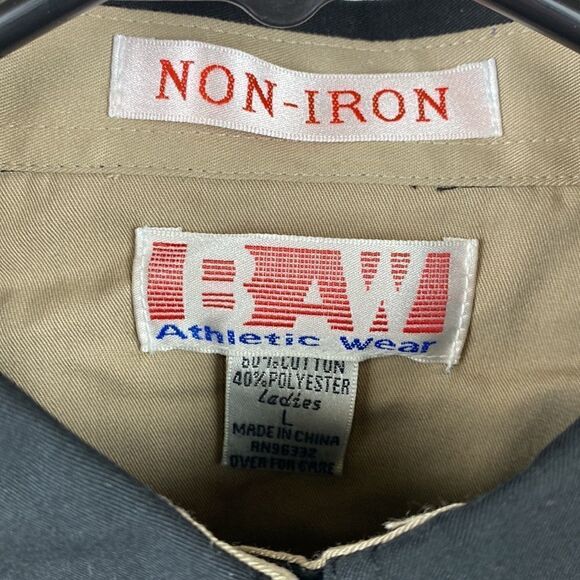 NON-IRON
BAW
Athletic Wear
60%COTTON
40%POLYESTER
Ladies
L
MADE IN CHINA
RN96332
OVER FOR CARE